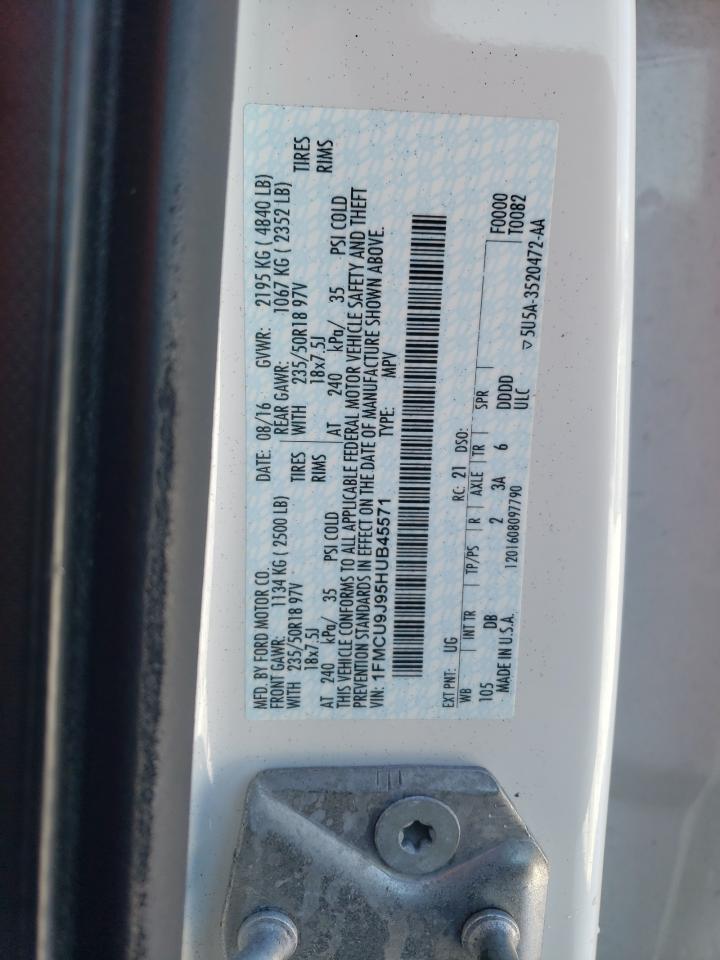 MFD. BY FORD MOTOR CO. DATE: 08/16 GVWR: 2195 KG ( 4840 LB)
FRONT GAWR: 1134 KG ( 2500 LB) REAR GAWR: 1067 KG ( 2352 LB)
WITH 235/50R18 97V TIRES WITH 235/50R18 97V TIRES
18x7.5J RIMS 18x7.5J RIMS
AT 240 kPa/ 35 PSI COLD AT 240 kPa/ 35 PSI COLD
THIS VEHICLE CONFORMS TO ALL APPLICABLE FEDERAL MOTOR VEHICLE SAFETY AND THEFT
PREVENTION STANDARDS IN EFFECT ON THE DATE OF MANUFACTURE SHOWN ABOVE.
VIN: 1FMCU9J95HUB45571 TYPE: MPV
EXT PNT: UG RC: 21 DSO: F0000
WB INT TR TP/PS R AXLE TR SPR T0082
105 DB 2 3A 6 DDDD
MADE IN U.S.A. 1201608097790 ULC ▽ 5U5A-3520472-AA